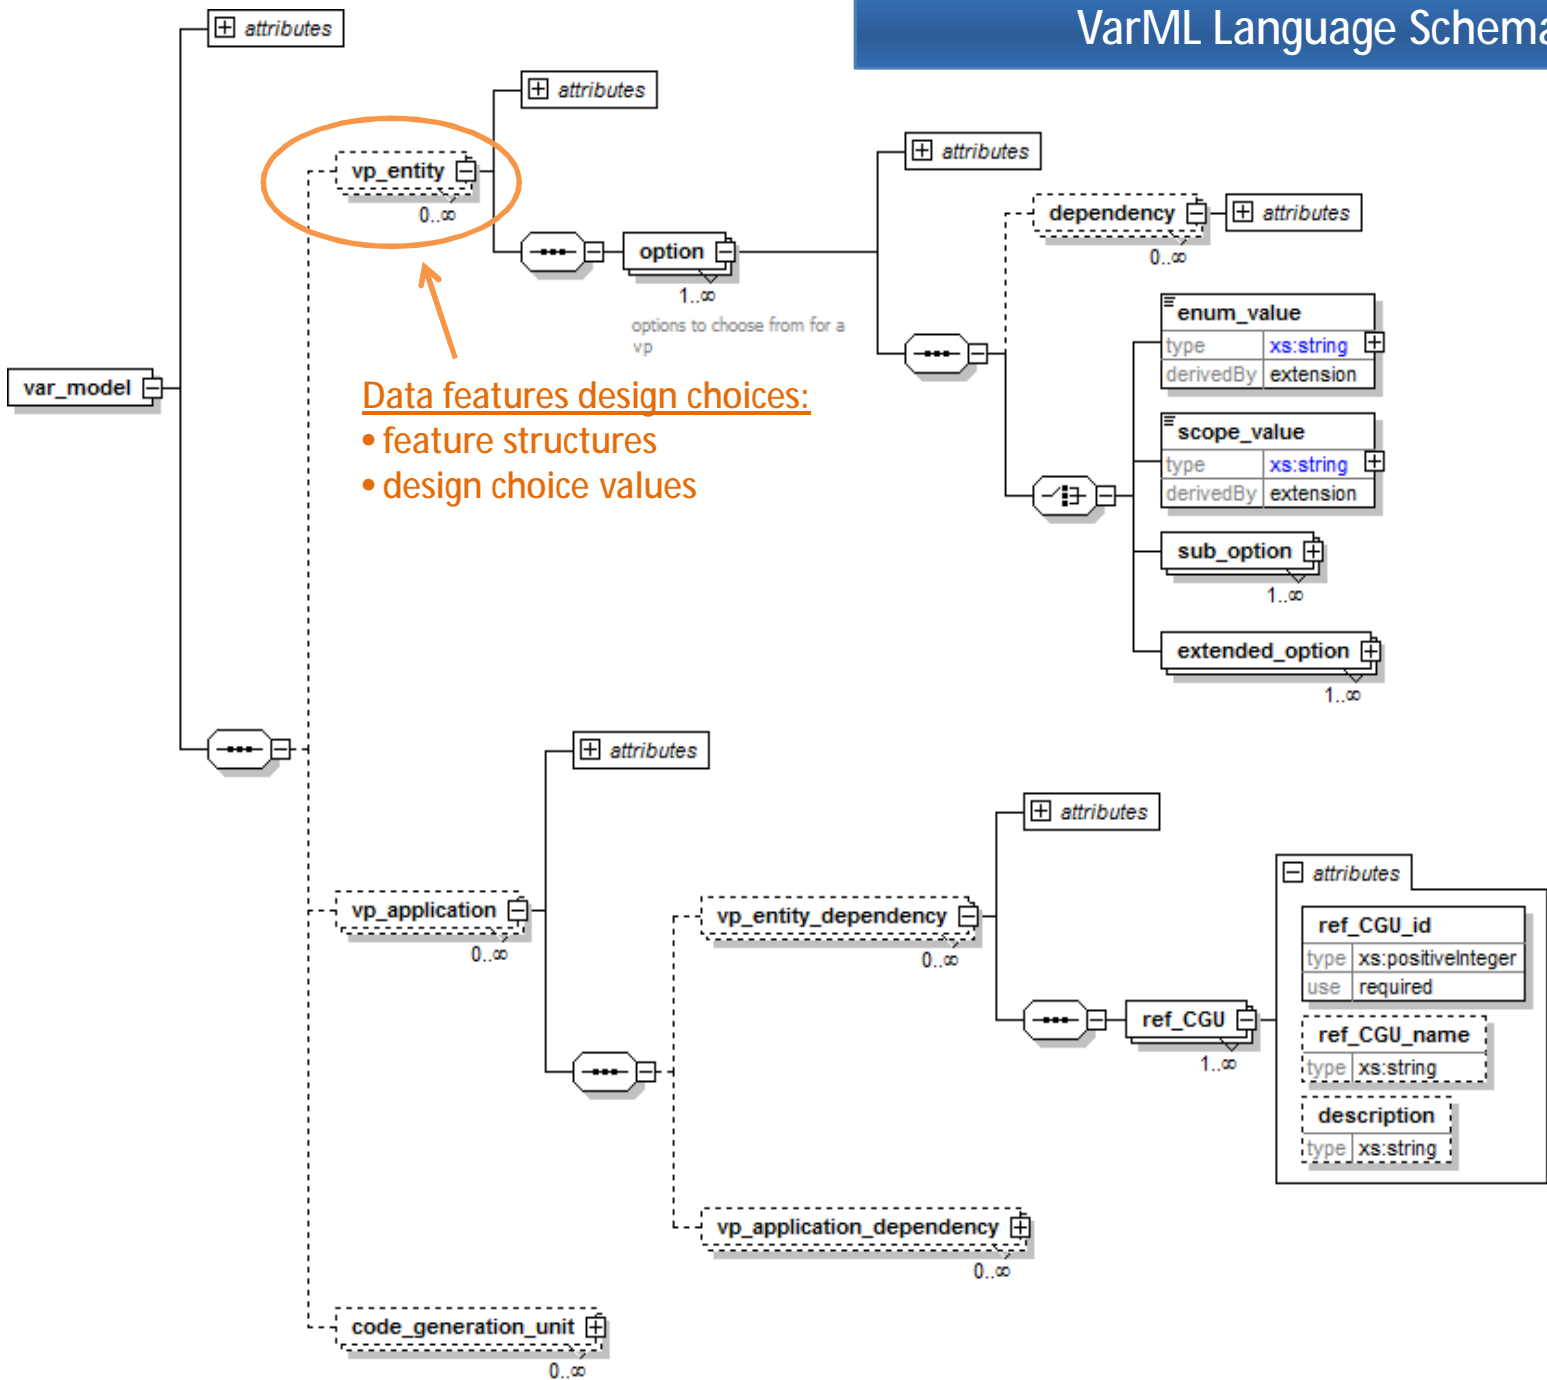 VarML Language Schema
attributes
attributes
vp_entity
0..∞
attributes
dependency
attributes
0..∞
option
1..∞
options to choose from for a
vp
enum_value
type xs:string
derivedBy extension
scope_value
type xs:string
derivedBy extension
sub_option
1..∞
extended_option
1..∞
var_model
Data features design choices:
• feature structures
• design choice values
attributes
vp_application
0..∞
attributes
vp_entity_dependency
0..∞
ref_CGU
1..∞
attributes
ref_CGU_id
type xs:positiveInteger
use required
ref_CGU_name
type xs:string
description
type xs:string
vp_application_dependency
0..∞
code_generation_unit
0..∞